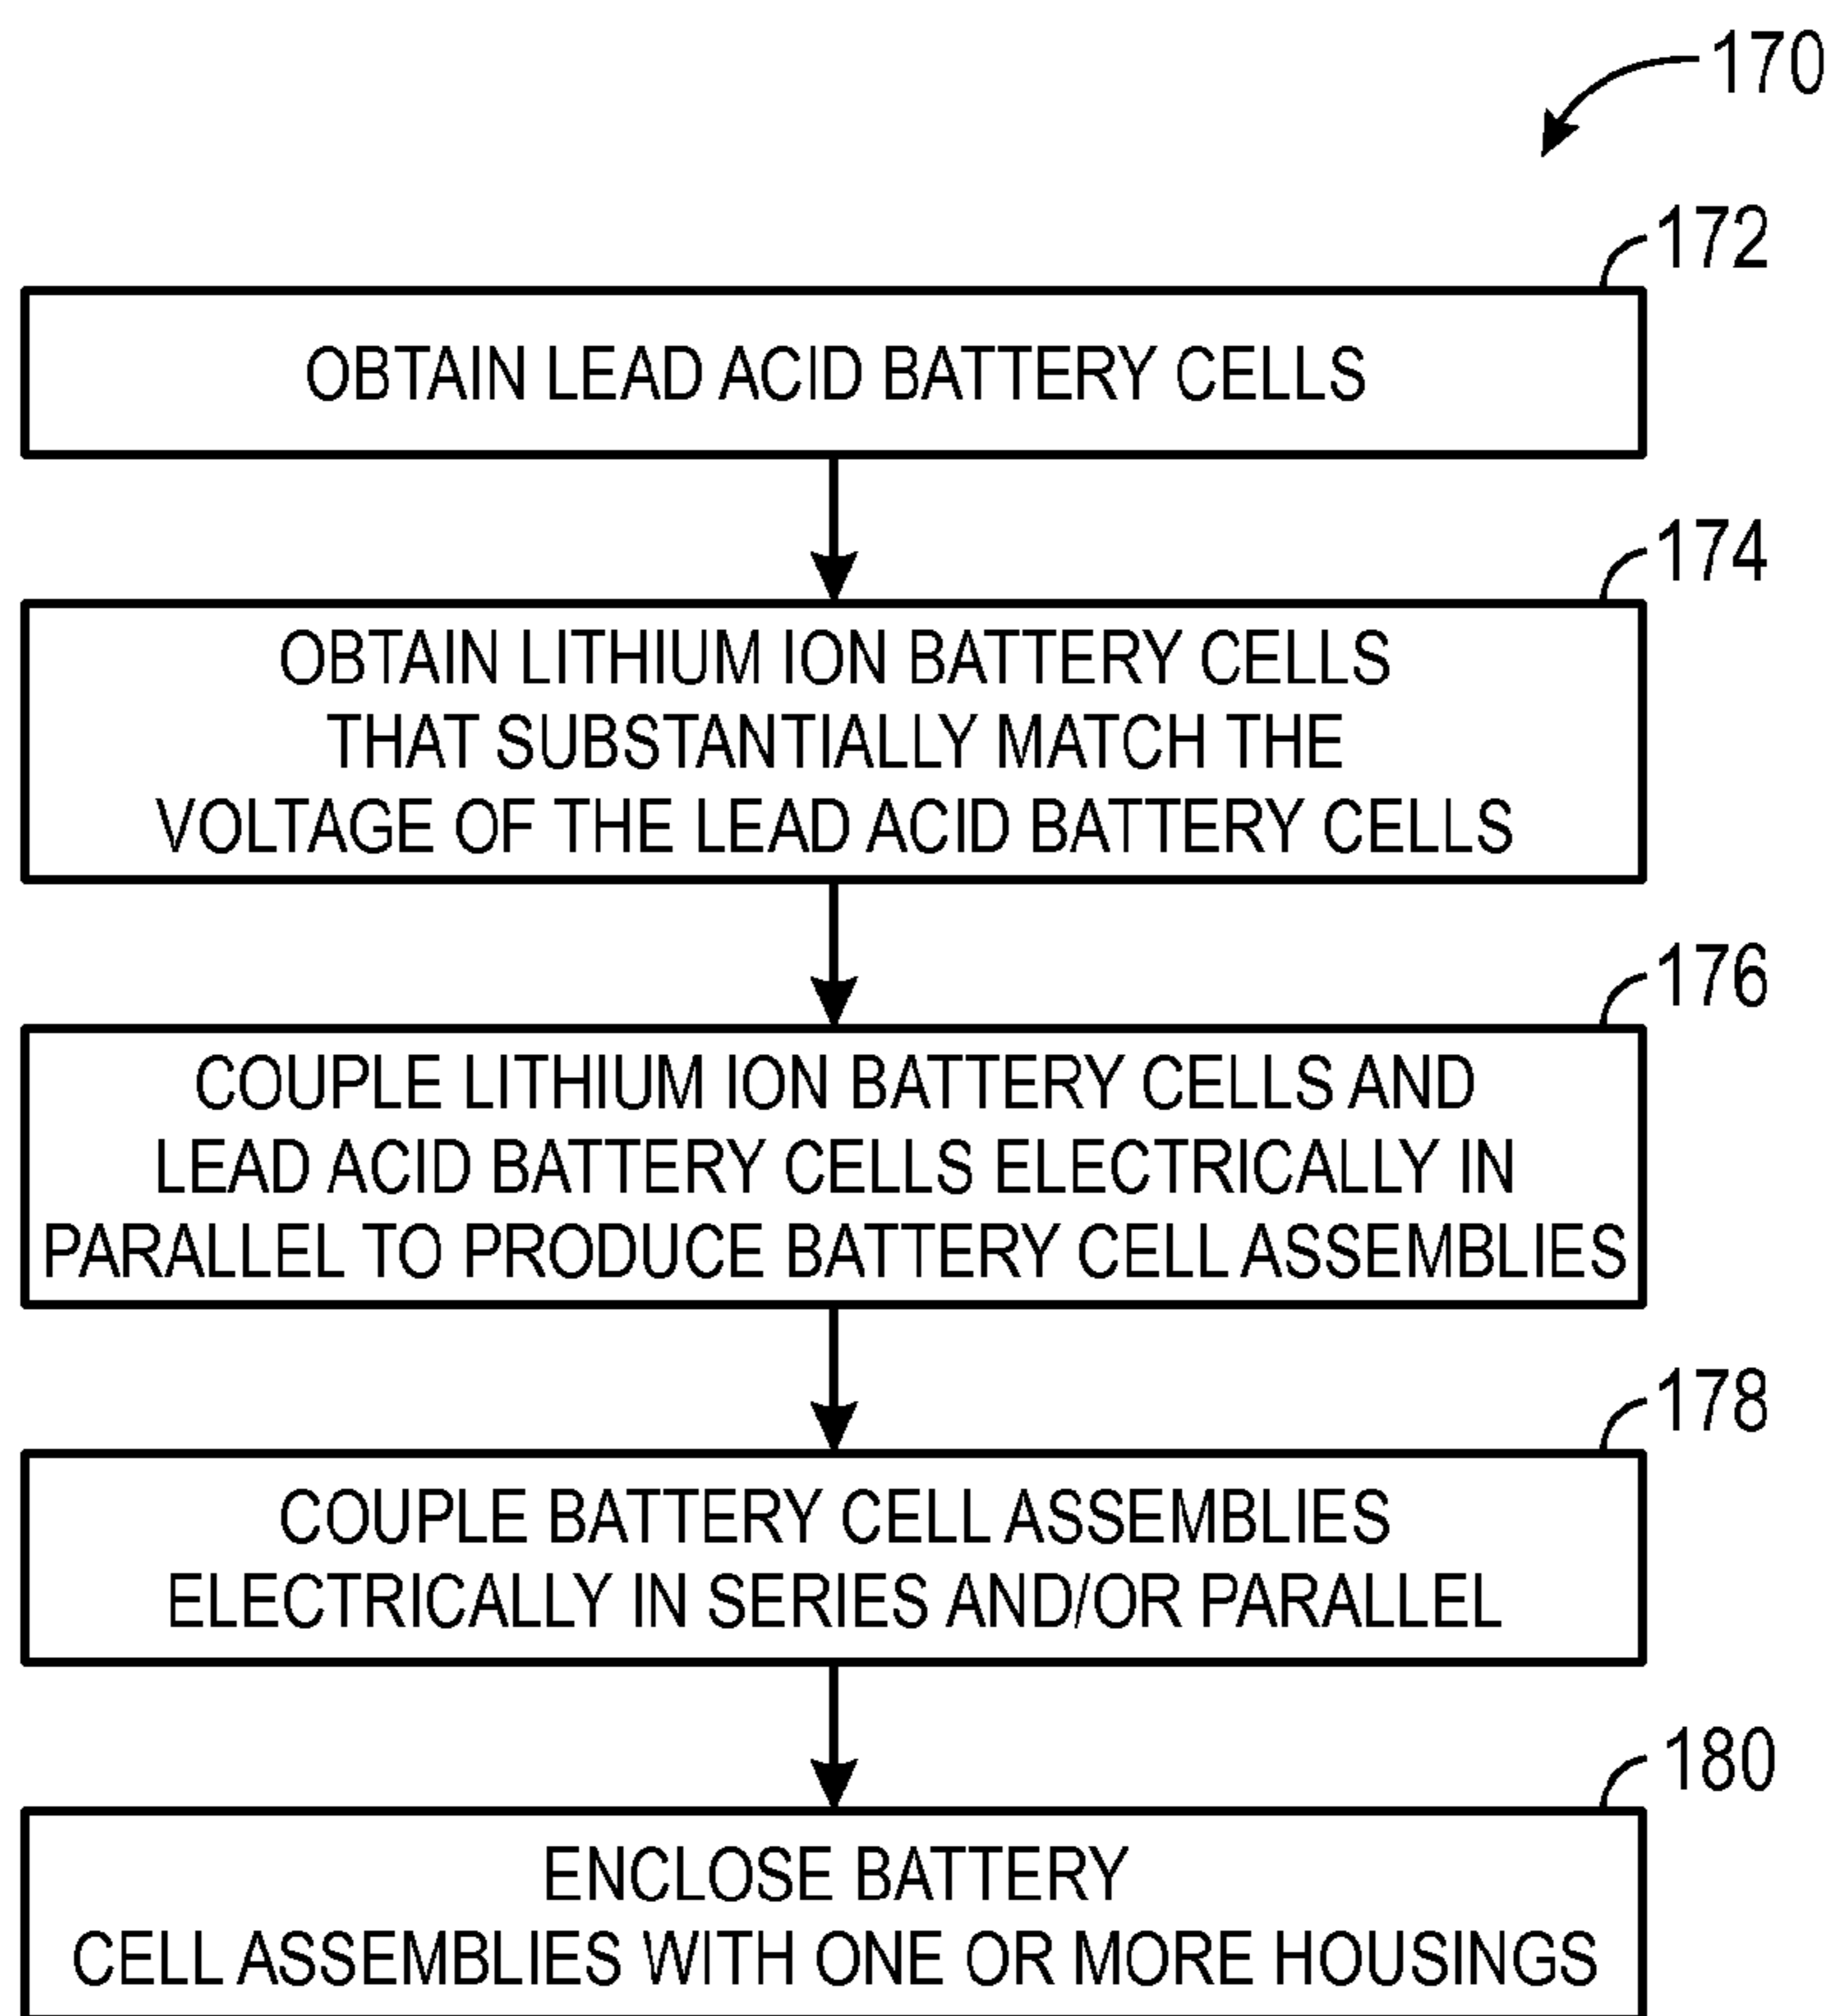 170
172
OBTAIN LEAD ACID BATTERY CELLS
174
OBTAIN LITHIUM ION BATTERY CELLS
THAT SUBSTANTIALLY MATCH THE
VOLTAGE OF THE LEAD ACID BATTERY CELLS
176
COUPLE LITHIUM ION BATTERY CELLS AND
LEAD ACID BATTERY CELLS ELECTRICALLY IN
PARALLEL TO PRODUCE BATTERY CELL ASSEMBLIES
178
COUPLE BATTERY CELL ASSEMBLIES
ELECTRICALLY IN SERIES AND/OR PARALLEL
180
ENCLOSE BATTERY
CELL ASSEMBLIES WITH ONE OR MORE HOUSINGS